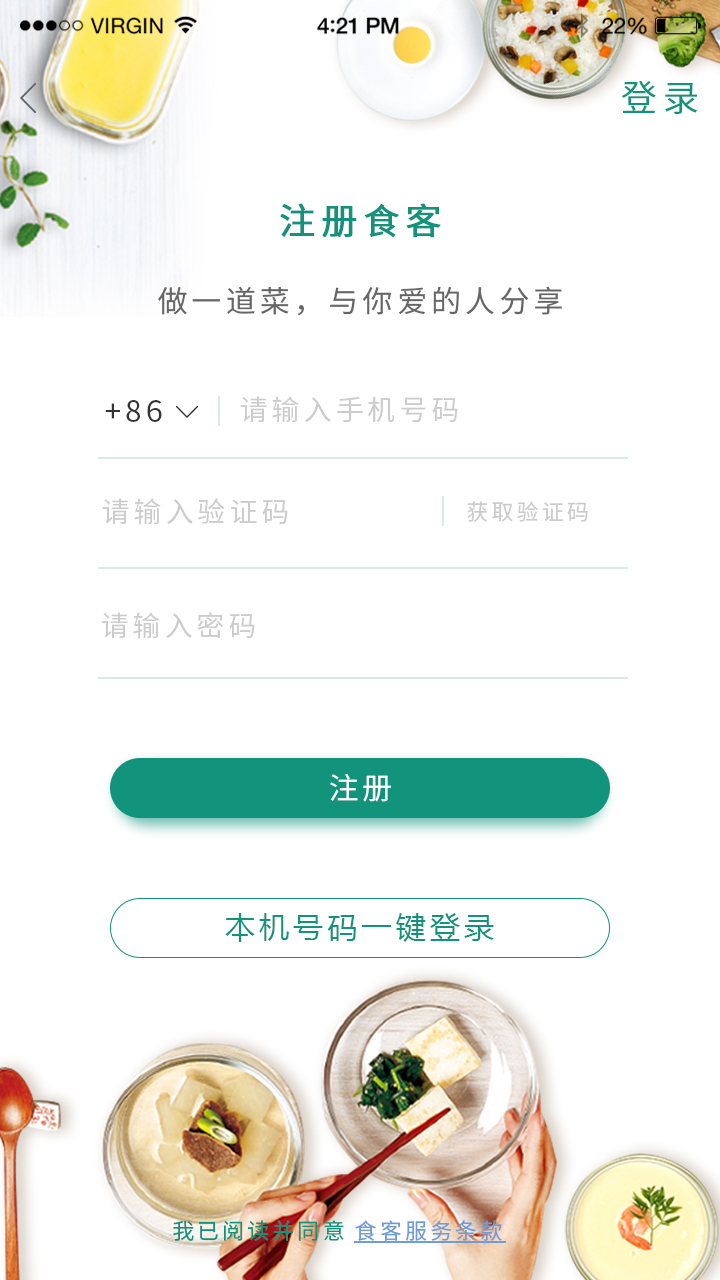 VIRGIN 4:21 PM 22%
登录
注册食客
做一道菜，与你爱的人分享
+86 请输入手机号码
请输入验证码 获取验证码
请输入密码
注册
本机号码一键登录
我已阅读并同意 食客服务条款